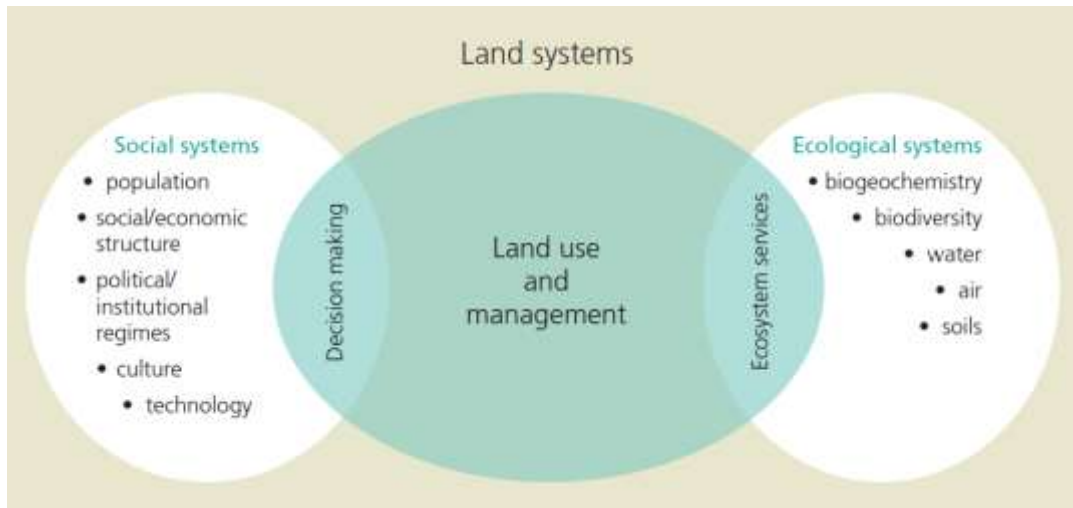 Land systems
Social systems
• population
• social/economic
structure
• political/
institutional
regimes
• culture
• technology
Decision making
Land use
and
management
Ecosystem services
Ecological systems
• biogeochemistry
• biodiversity
• water
• air
• soils